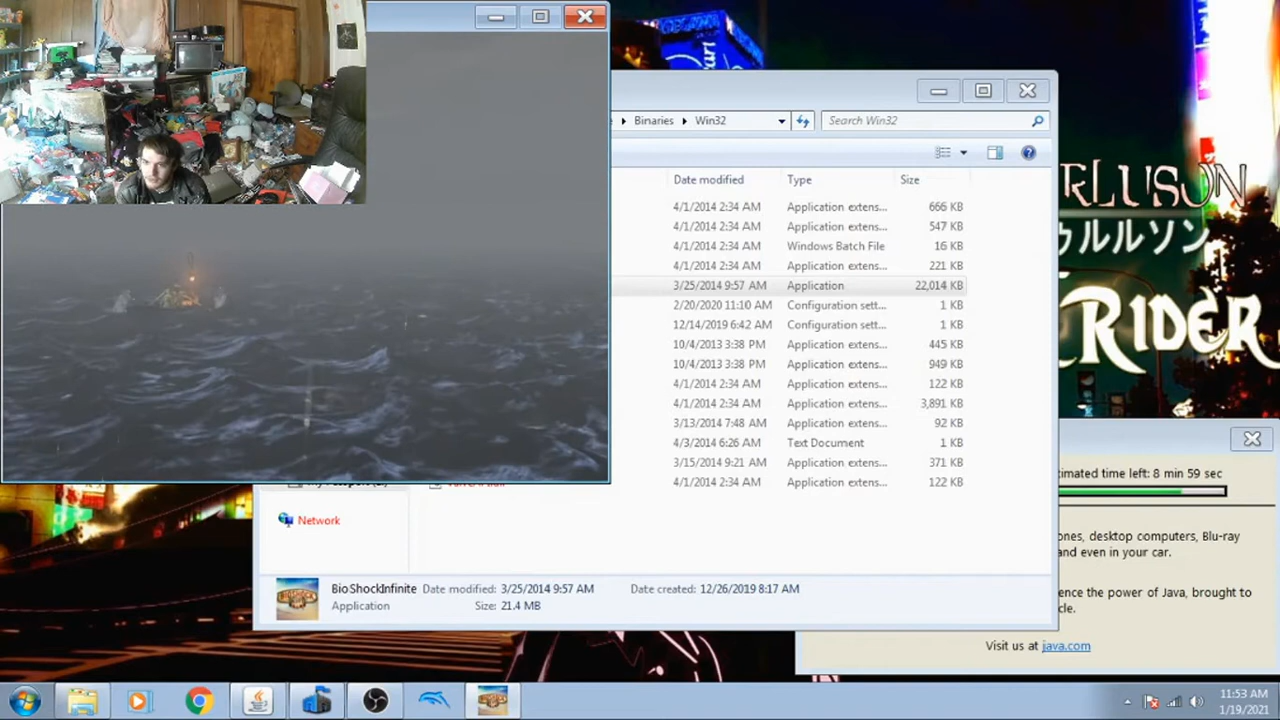 Binaries Win32
Search Win32
Date modified Type Size
4/1/2014 2:34 AM Application extens... 666 KB
4/1/2014 2:34 AM Application extens... 547 KB
4/1/2014 2:34 AM Windows Batch File 16 KB
4/1/2014 2:34 AM Application extens... 221 KB
3/25/2014 9:57 AM Application 22,014 KB
2/20/2020 11:10 AM Configuration sett... 1 KB
12/14/2019 6:42 AM Configuration sett... 1 KB
10/4/2013 3:38 PM Application extens... 445 KB
10/4/2013 3:38 PM Application extens... 949 KB
4/1/2014 2:34 AM Application extens... 122 KB
4/1/2014 2:34 AM Application extens... 3,891 KB
3/13/2014 7:48 AM Application extens... 92 KB
4/3/2014 6:26 AM Text Document 1 KB
3/15/2014 9:21 AM Application extens... 371 KB
4/1/2014 2:34 AM Application extens... 122 KB
Network
BioShockInfinite Date modified: 3/25/2014 9:57 AM Date created: 12/26/2019 8:17 AM
Application Size: 21.4 MB
RLUSON
ゥルルソン
RIDER
timated time left: 8 min 59 sec
ones, desktop computers, Blu-ray
and even in your car.
ence the power of Java, brought to
cle.
Visit us at java.com
11:53 AM
1/19/2021